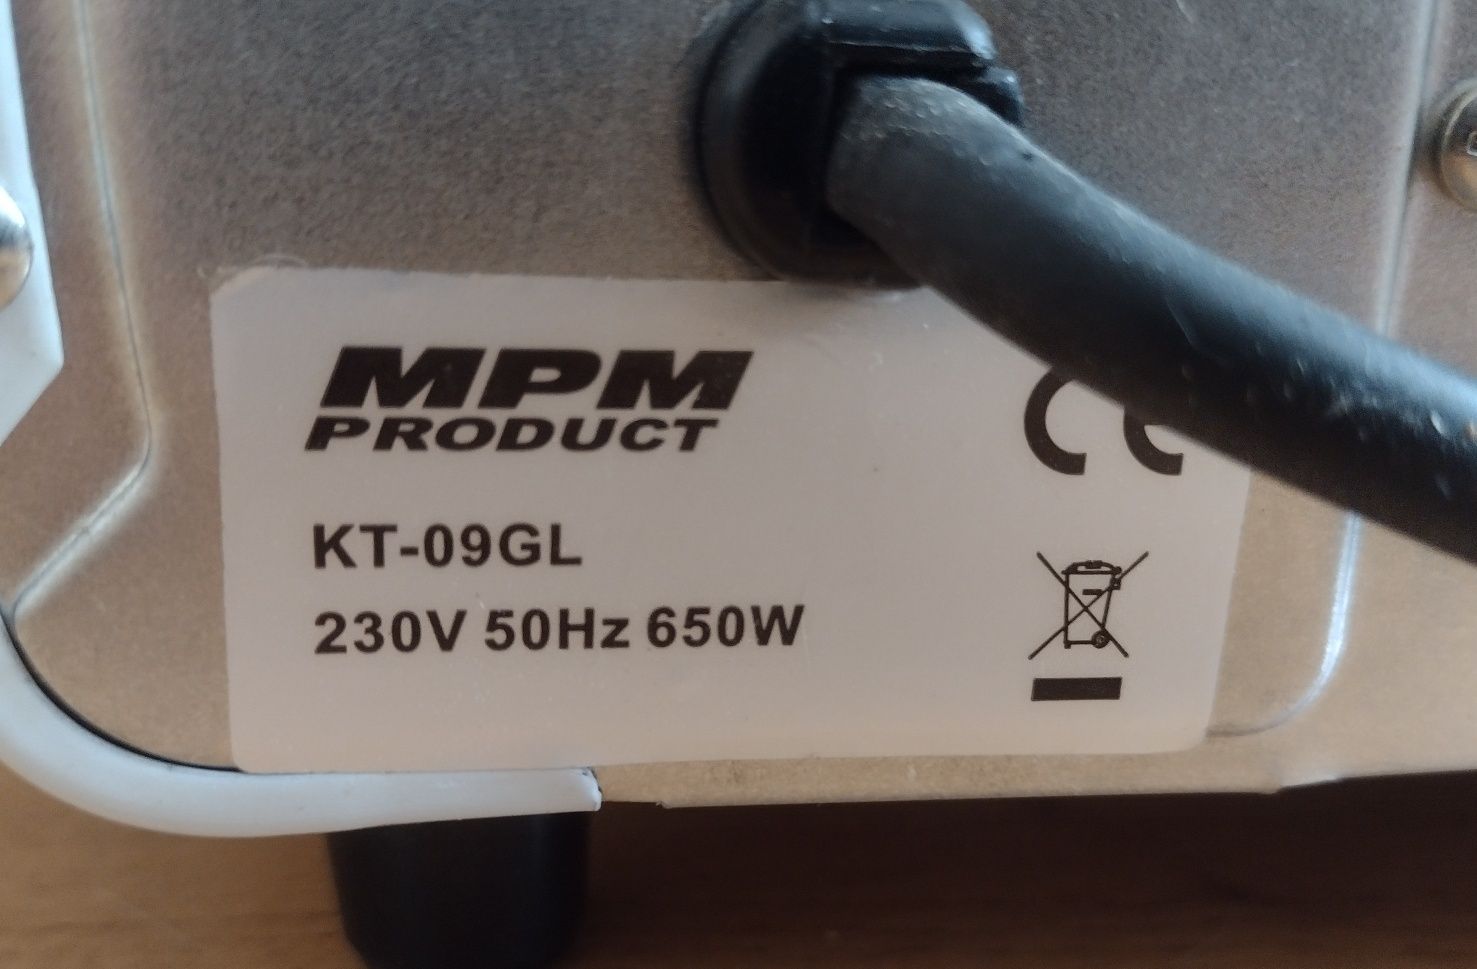 MPM
PRODUCT
CE
KT-09GL
230V 50Hz 650W